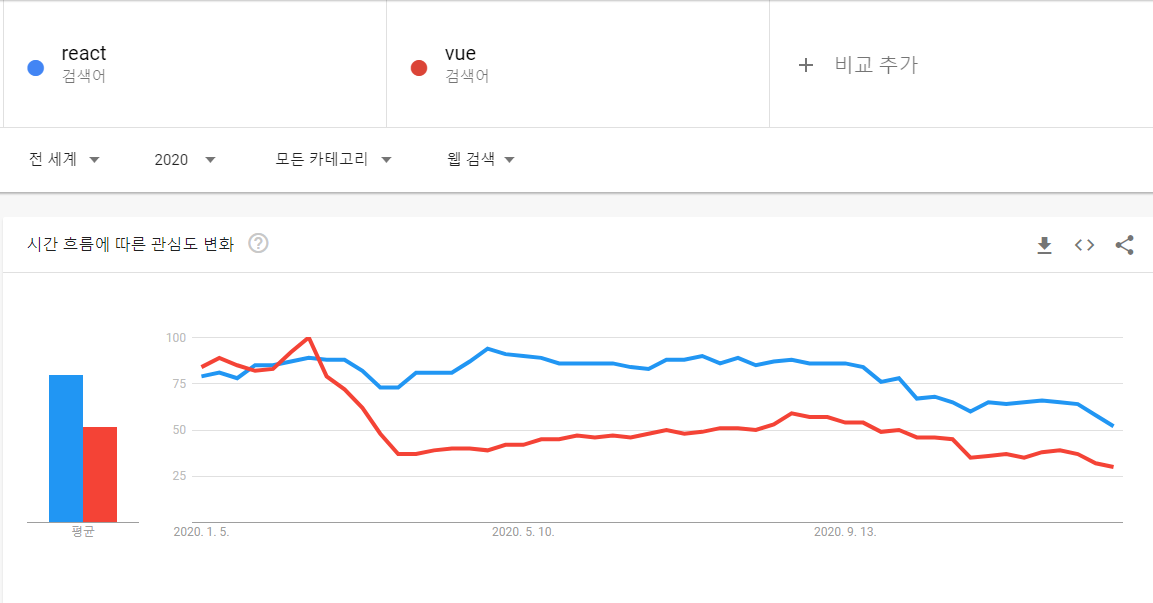 react
검색어
vue
검색어
+ 비교 추가
전 세계
2020
모든 카테고리
웹 검색
시간 흐름에 따른 관심도 변화
?
100
75
50
25
평균
2020. 1. 5.
2020. 5. 10.
2020. 9. 13.